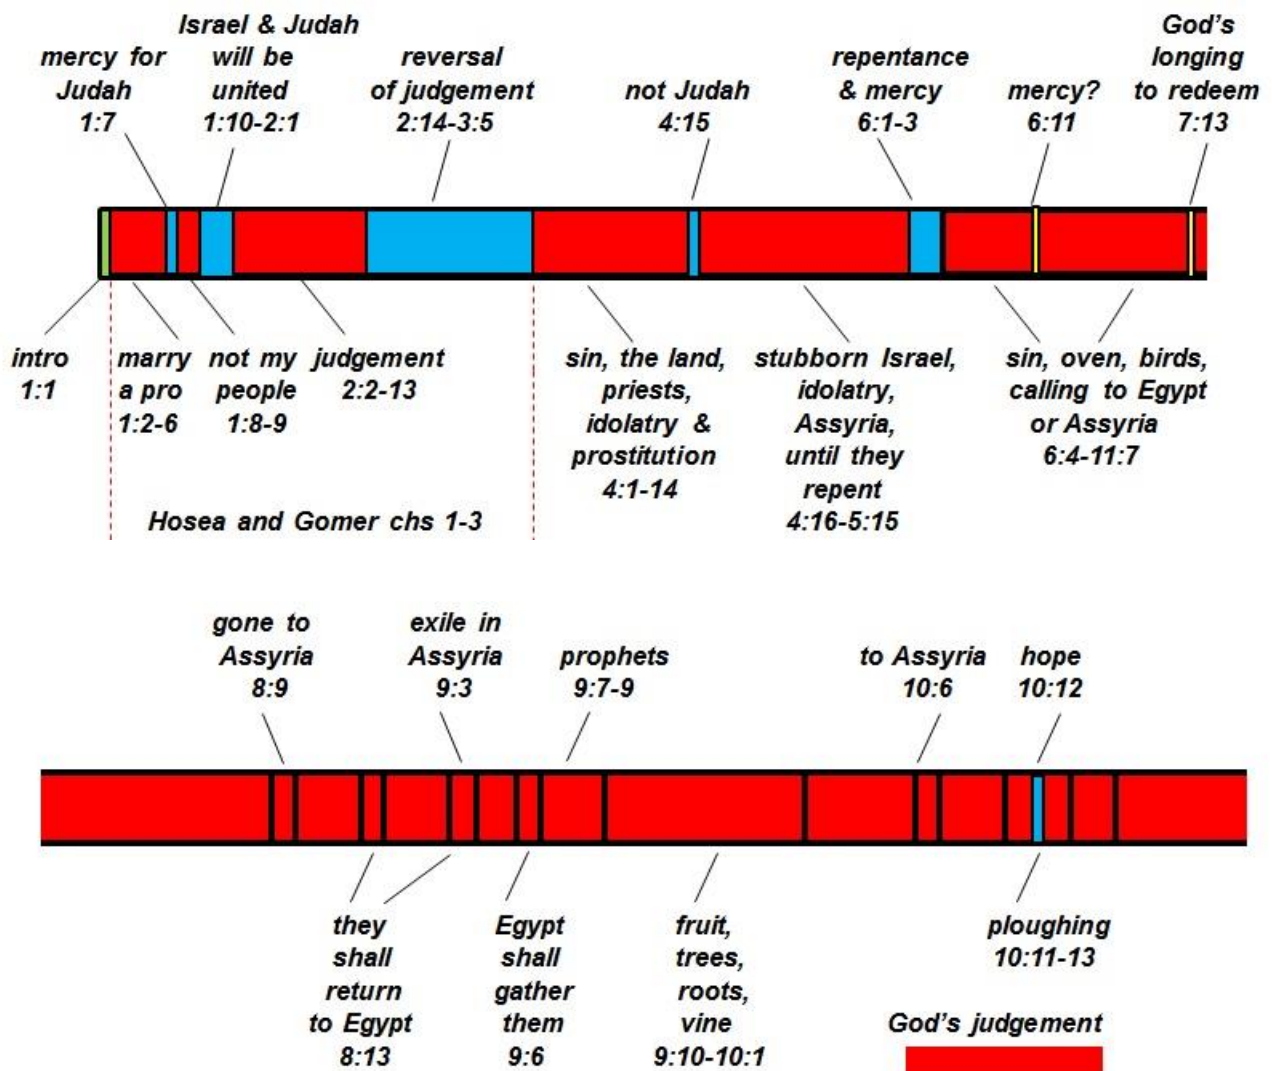 mercy for
Judah
1:7
Israel & Judah
will be
united
1:10-2:1
reversal
of judgement
2:14-3:5
not Judah
4:15
repentance
& mercy
6:1-3
mercy?
6:11
God's
longing
to redeem
7:13
intro
1:1
marry
a pro
1:2-6
not my
people
1:8-9
judgement
2:2-13
sin, the land,
priests,
idolatry &
prostitution
4:1-14
stubborn Israel,
idolatry,
Assyria,
until they
repent
4:16-5:15
sin, oven, birds,
calling to Egypt
or Assyria
6:4-11:7
Hosea and Gomer chs 1-3
gone to
Assyria
8:9
exile in
Assyria
9:3
prophets
9:7-9
to Assyria
10:6
hope
10:12
they
shall
return
to Egypt
8:13
Egypt
shall
gather
them
9:6
fruit,
trees,
roots,
vine
9:10-10:1
ploughing
10:11-13
God's judgement